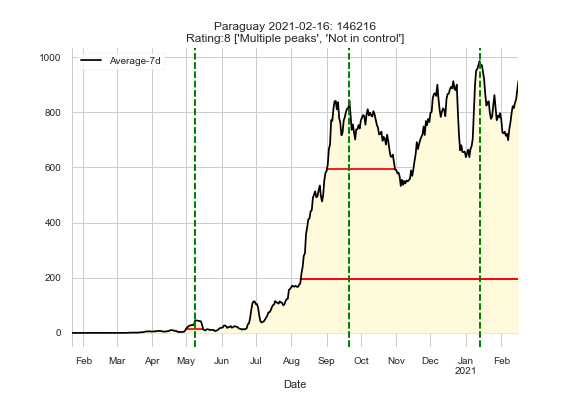 Paraguay 2021-02-16: 146216
Rating:8 ['Multiple peaks', 'Not in control']
Average-7d
1000
800
600
400
200
0
Feb Mar Apr May Jun Jul Aug Sep Oct Nov Dec Jan Feb
2021
Date